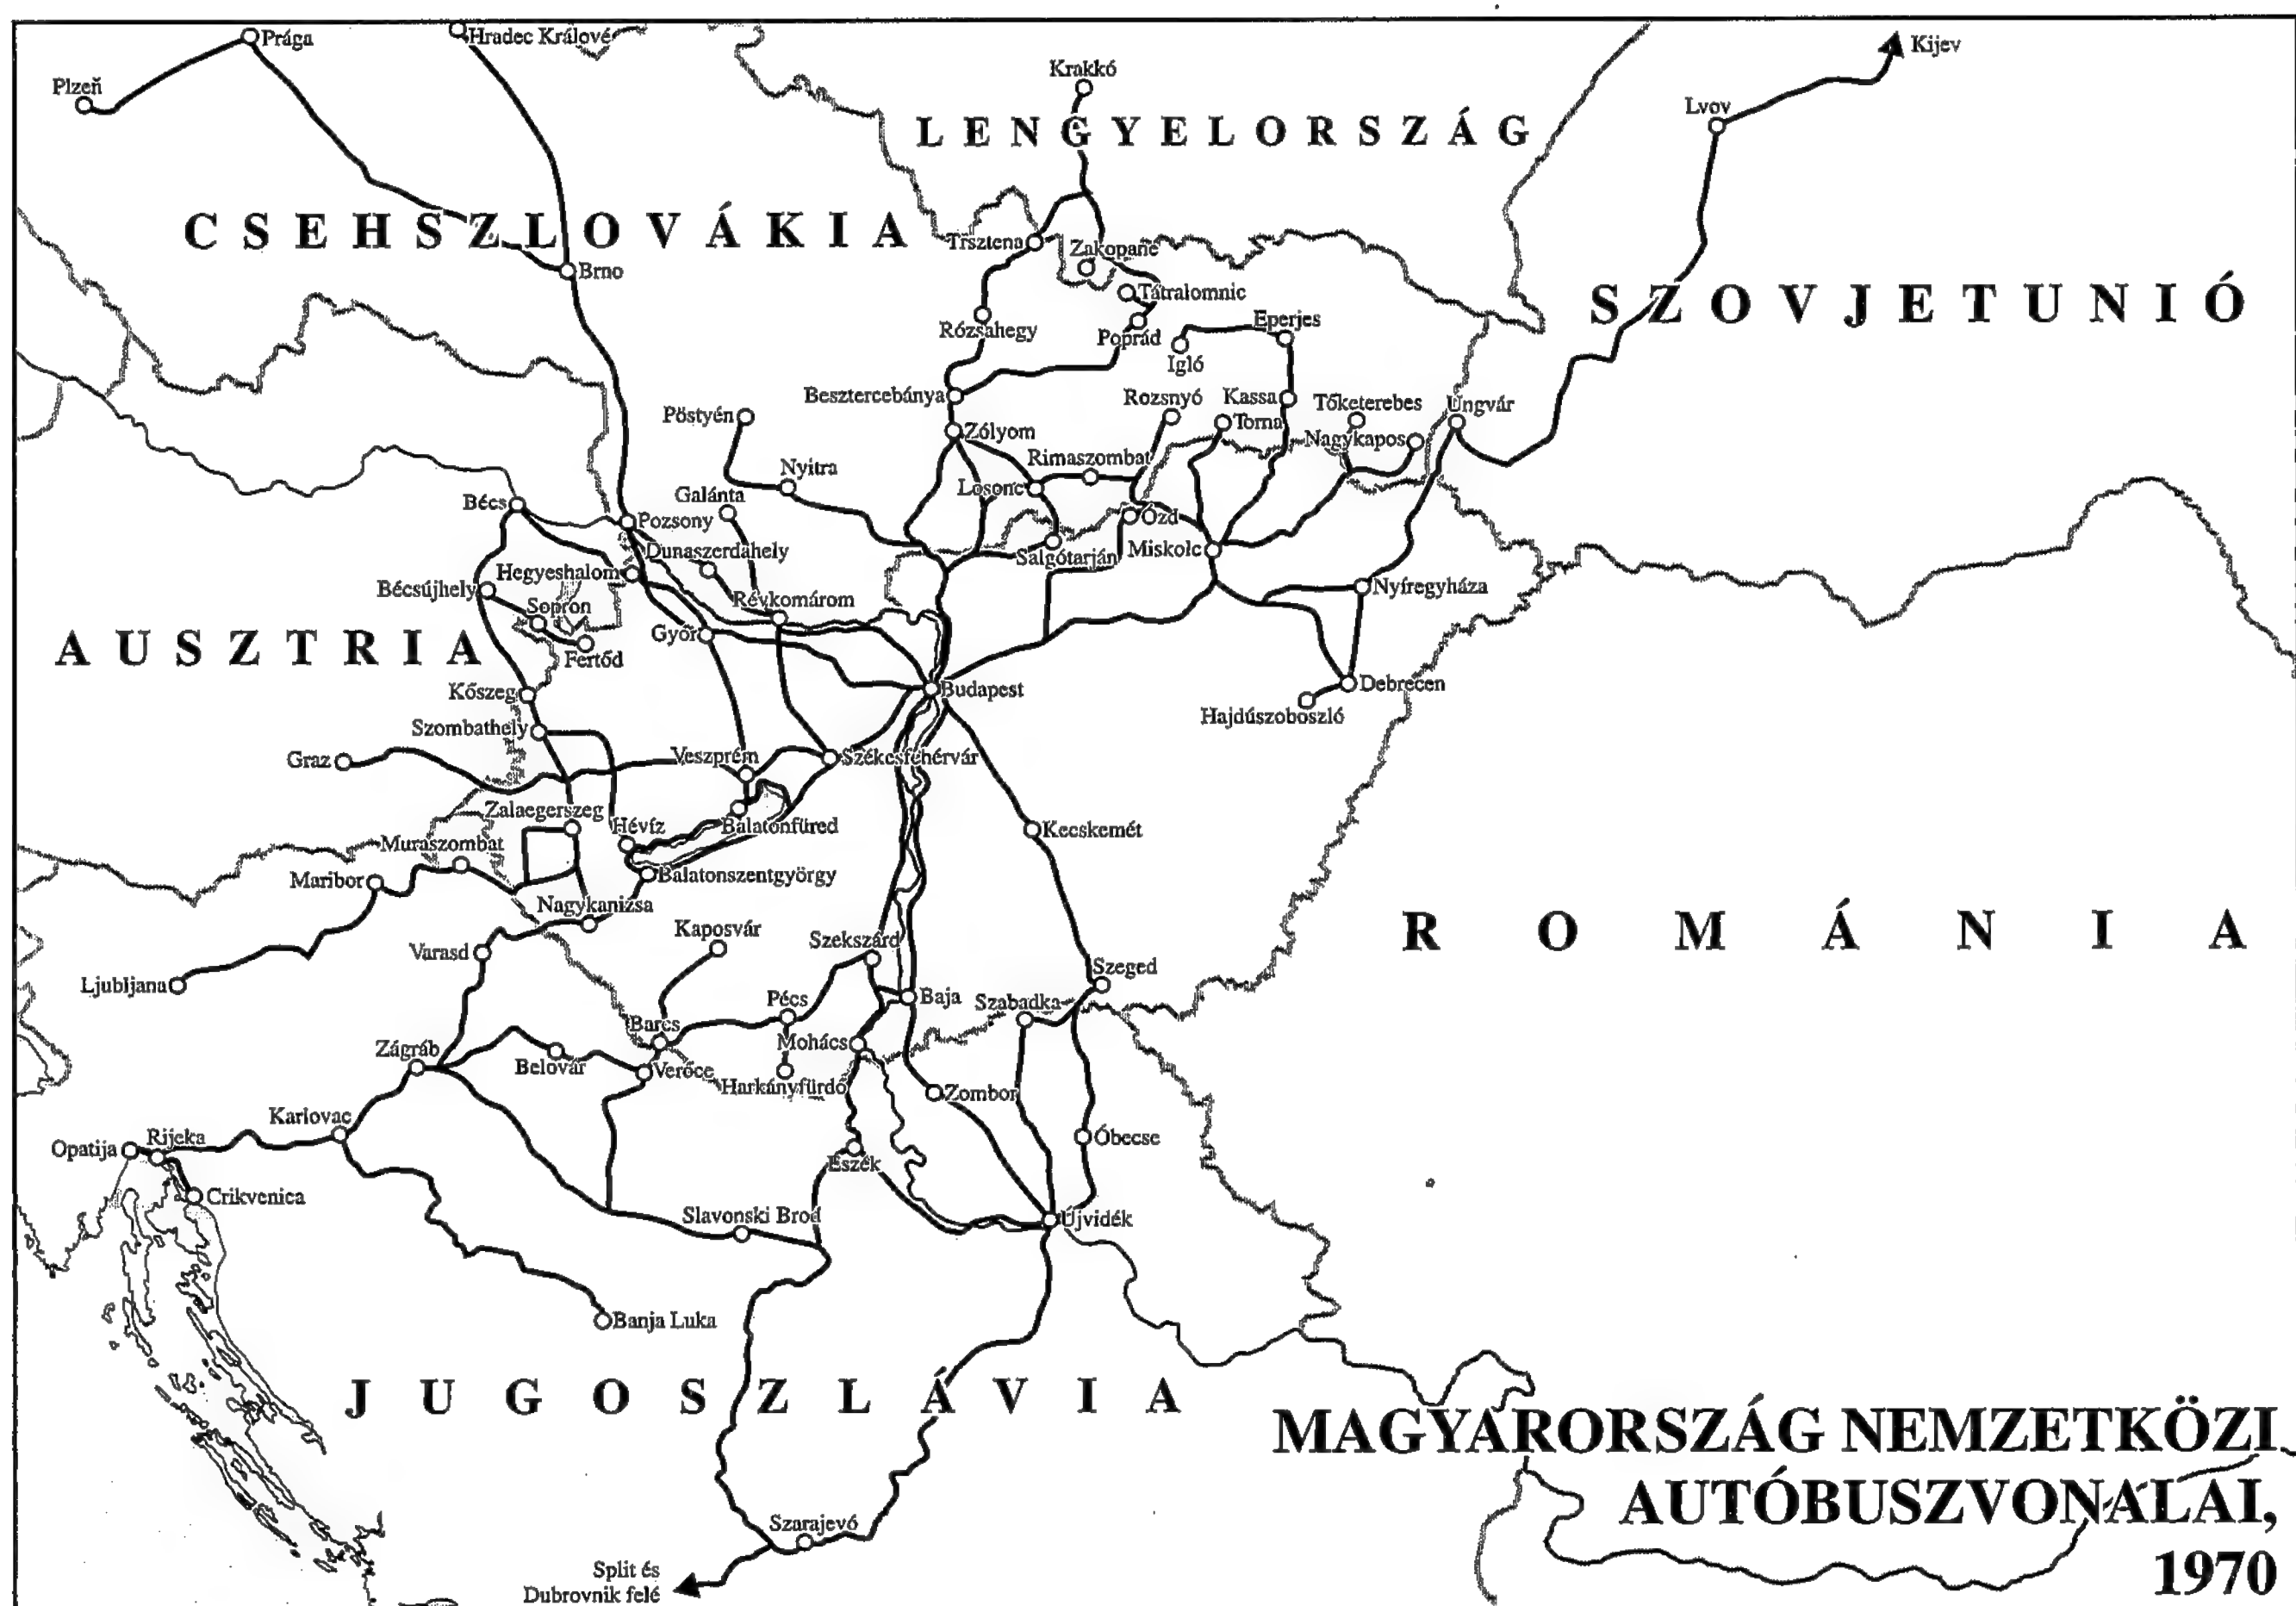 Prága
Hradec Králové
Kijev
Plzeň
Krakkó
Lvov
LENGYELORSZÁG
CSEHSZLOVÁKIA
Trsztena
Zakopane
Brno
Tátralomnic
SZOVJETUNIÓ
Rózsahegy
Poprád
Eperjes
Igló
Besztercebánya
Rozsnyó
Kassa
Tőketerebes
Ungvár
Pöstyén
Torna
Zólyom
Nagykapos
Nyitra
Rimaszombat
Galánta
Losonc
Bécs
Pozsony
Ózd
Dunaszerdahely
Salgótarján
Miskolc
Hegyeshalom
Bécsújhely
Nyíregyháza
Sopron
Révkomárom
AUSZTRIA
Győr
Fertőd
Kőszeg
Budapest
Debrecen
Hajdúszoboszló
Szombathely
Graz
Veszprém
Székesfehérvár
Zalaegerszeg
Hévíz
Balatonfüred
Kecskemét
Muraszombat
Maribor
Balatonszentgyörgy
Nagykanizsa
Kaposvár
Szekszárd
ROMÁNIA
Varasd
Szeged
Ljubljana
Pécs
Baja
Szabadka
Barcs
Mohács
Zágráb
Belovár
Verőce
Harkányfürdő
Zombor
Karlovac
Opatija
Rijeka
Óbecse
Eszék
Crikvenica
Slavonski Brod
Újvidék
Banja Luka
JUGOSZLÁVIA
MAGYARORSZÁG NEMZETKÖZI
AUTÓBUSZVONALAI,
1970
Szarajevó
Split és
Dubrovnik felé